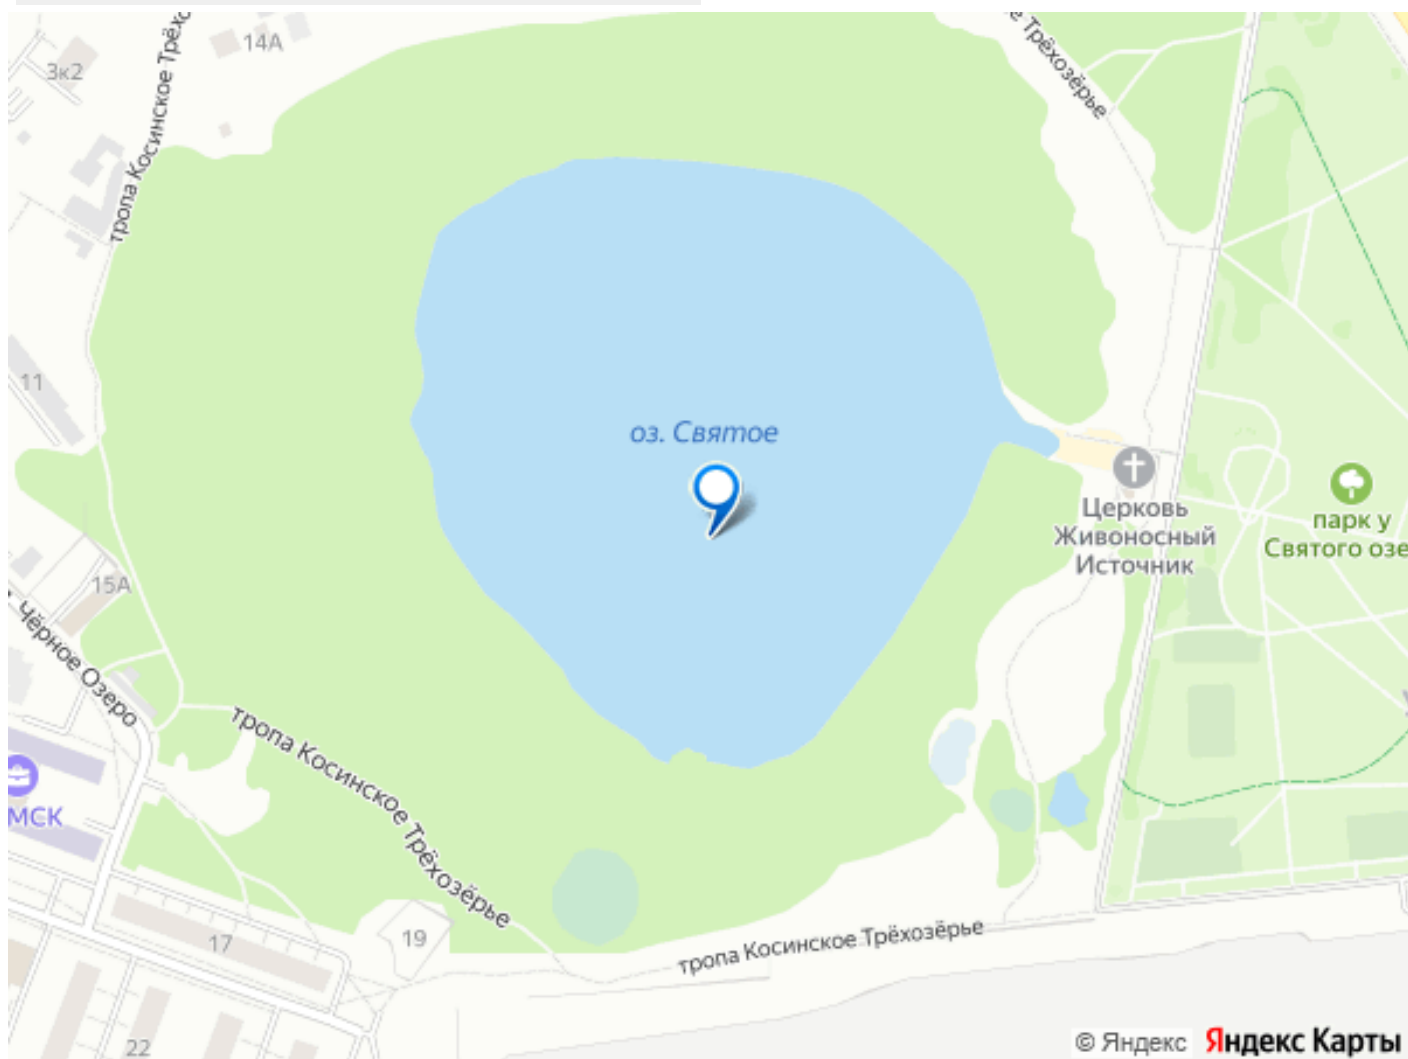 14А
3к2
тропа Косинское Трёхо
е Трёхозёрье
11
оз. Святое
Церковь
Живоносный
Источник
парк у
Святого озе
15А
Чёрное Озеро
тропа Косинское Трёхозёрье
МСК
17
19
тропа Косинское Трёхозёрье
22
© Яндекс
Яндекс Карты